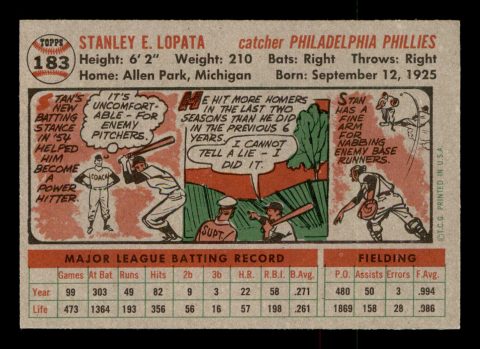 TOPPS
183
STANLEY E. LOPATA catcher PHILADELPHIA PHILLIES
Height: 6' 2" Weight: 210 Bats: Right Throws: Right
Home: Allen Park, Michigan Born: September 12, 1925
STAN'S NEW
BATTING
STANCE
IN '54
HELPED
HIM
BECOME
A
POWER
HITTER.
IT'S
UNCOMFORT-
ABLE - FOR
ENEMY
PITCHERS.
COACH
HE HIT MORE HOMERS
IN THE LAST TWO
SEASONS THAN HE DID
IN THE PREVIOUS 6
YEARS
I CANNOT
TELL A LIE - I
DID IT.
SUPT.
STAN
HAS A
FINE
ARM FOR
NABBING
ENEMY BASE
RUNNERS.
©T.C.G. PRINTED IN U.S.A.
MAJOR LEAGUE BATTING RECORD FIELDING
Games At Bat Runs Hits 2b 3b H.R. R.B.I. B.Avg. P.O. Assists Errors F.Avg.
Year 99 303 49 82 9 3 22 58 .271 480 50 3 .994
Life 473 1364 193 356 56 16 57 198 .261 1869 158 28 .986